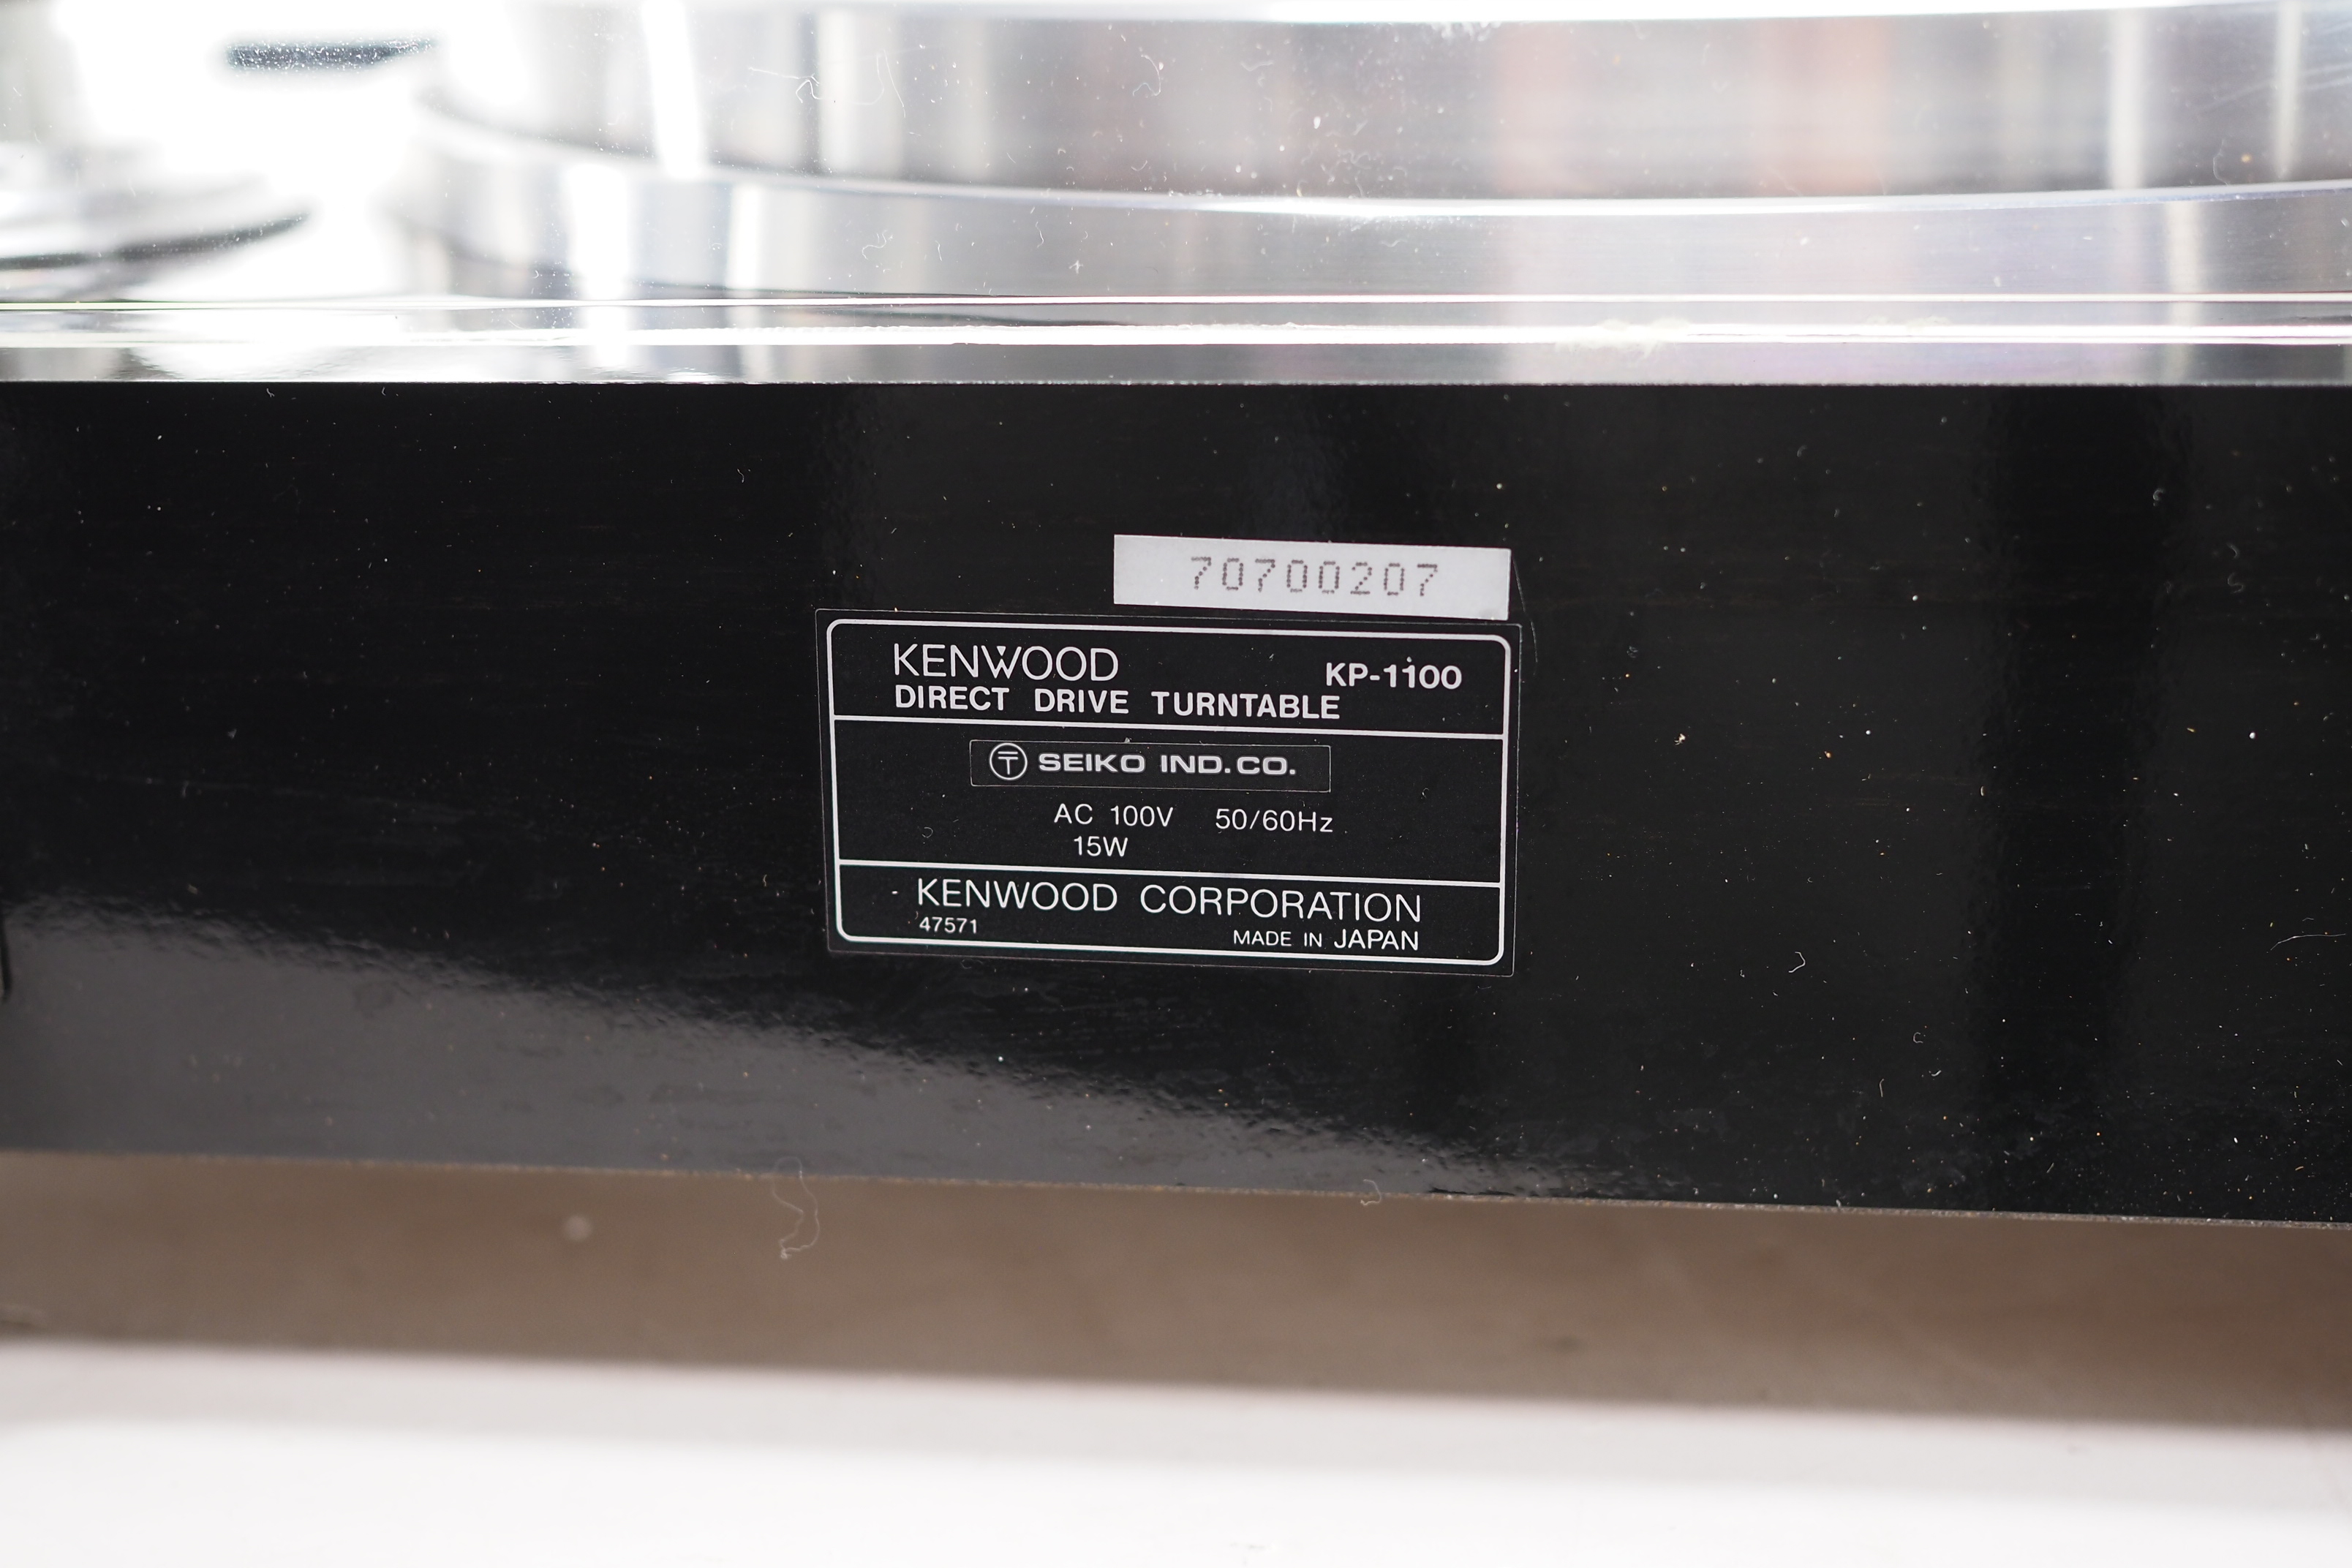 70700207
KENWOOD KP-1100
DIRECT DRIVE TURNTABLE
SEIKO IND. CO.
AC 100V 50/60Hz
15W
KENWOOD CORPORATION
47571
MADE IN JAPAN